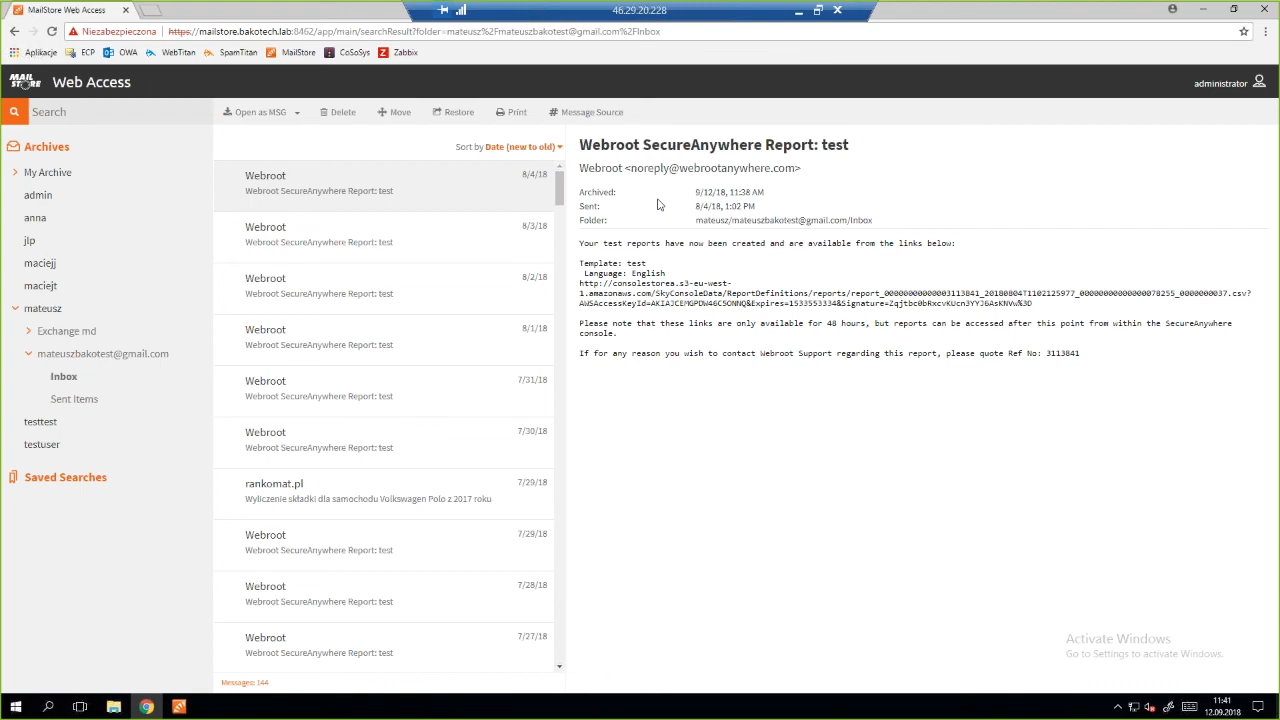 MailStore Web Access
46.29.20.228
Niezabezpieczona
https://mailstore.bakotech.lab:8462/app/main/searchResult?folder=mateusz%2Fmateuszbakotest@gmail.com%2FInbox
Aplikacje ECP OWA WebTitan SpamTitan MailStore CoSoSys Zabbix
MAIL STORE Web Access
administrator
Search
Open as MSG Delete Move Restore Print # Message Source
Archives
My Archive
admin
anna
jlp
maciejj
maciejt
mateusz
Exchange md
mateuszbakotest@gmail.com
Inbox
Sent Items
testtest
testuser
Saved Searches
Sort by Date (new to old)
Webroot 8/4/18
Webroot SecureAnywhere Report: test
Webroot 8/3/18
Webroot SecureAnywhere Report: test
Webroot 8/2/18
Webroot SecureAnywhere Report: test
Webroot 8/1/18
Webroot SecureAnywhere Report: test
Webroot 7/31/18
Webroot SecureAnywhere Report: test
Webroot 7/30/18
Webroot SecureAnywhere Report: test
rankomat.pl 7/29/18
Wyliczenie składki dla samochodu Volkswagen Polo z 2017 roku
Webroot 7/29/18
Webroot SecureAnywhere Report: test
Webroot 7/28/18
Webroot SecureAnywhere Report: test
Webroot 7/27/18
Webroot SecureAnywhere Report: test
Messages: 144
Webroot SecureAnywhere Report: test
Webroot <noreply@webrootanywhere.com>
Archived: 9/12/18, 11:38 AM
Sent: 8/4/18, 1:02 PM
Folder: mateusz/mateuszbakotest@gmail.com/Inbox
Your test reports have now been created and are available from the links below:
Template: test
Language: English
http://consolestorea.s3-eu-west-
Please note that these links are only available for 48 hours, but reports can be accessed after this point from within the SecureAnywhere
console.
If for any reason you wish to contact Webroot Support regarding this report, please quote Ref No: 3113841
Activate Windows
Go to Settings to activate Windows.
11:41
12.09.2018